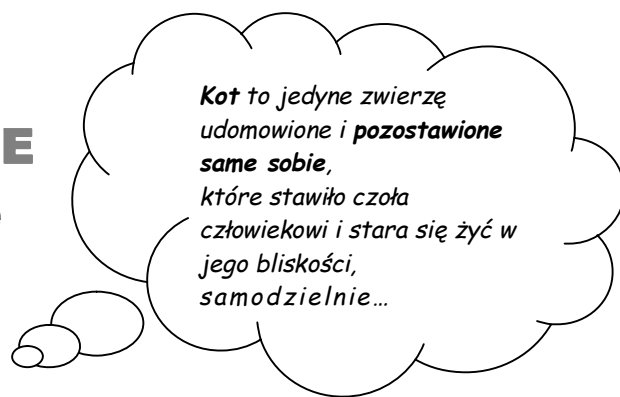 E
Kot to jedyne zwierzę
udomowione i pozostawione
same sobie,
które stawiło czoła
człowiekowi i stara się żyć w
jego bliskości,
samodzielnie…